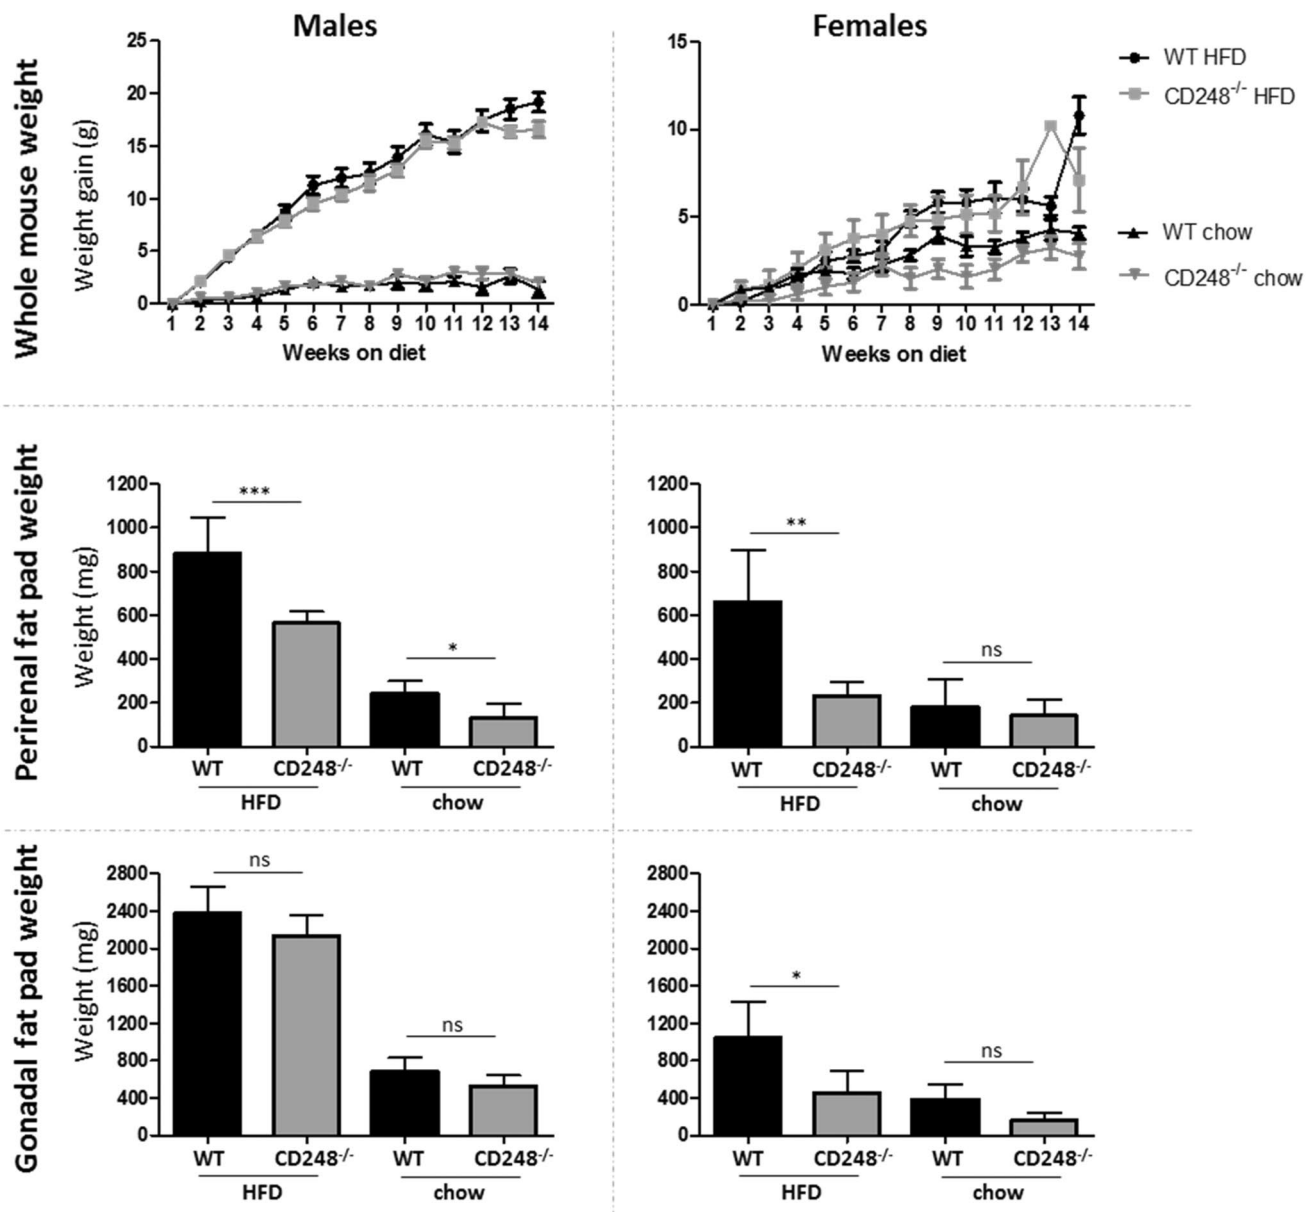 Males
Females
Whole mouse weight
Weight gain (g)
25
20
15
10
5
0
1 2 3 4 5 6 7 8 9 10 11 12 13 14
Weeks on diet
15
10
5
0
1 2 3 4 5 6 7 8 9 10 11 12 13 14
Weeks on diet
WT HFD
CD248-/- HFD
WT chow
CD248-/- chow
Perirenal fat pad weight
Weight (mg)
1200
1000
800
600
400
200
0
***
*
WT CD248-/- WT CD248-/-
HFD chow
1200
1000
800
600
400
200
0
**
ns
WT CD248-/- WT CD248-/-
HFD chow
Gonadal fat pad weight
Weight (mg)
2800
2400
2000
1600
1200
800
400
0
ns
ns
WT CD248-/- WT CD248-/-
HFD chow
2800
2400
2000
1600
1200
800
400
0
*
ns
WT CD248-/- WT CD248-/-
HFD chow